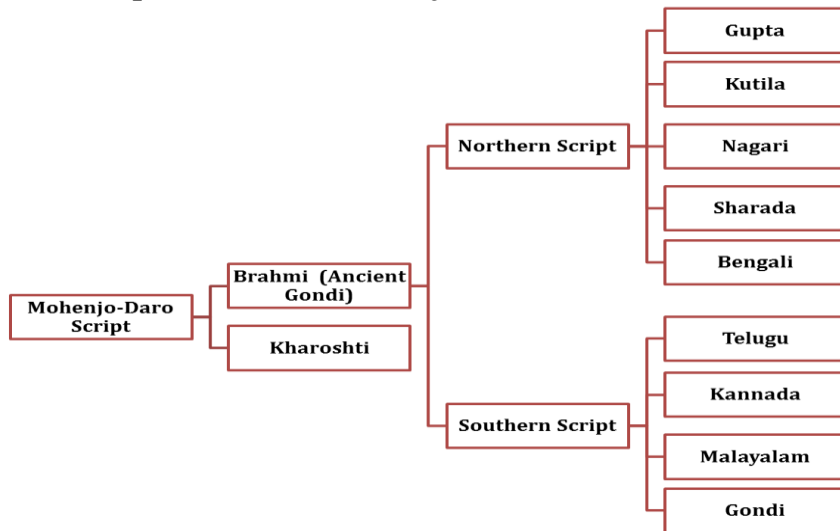 Mohenjo-Daro
Script
Brahmi (Ancient
Gondi)
Kharoshti
Northern Script
Southern Script
Gupta
Kutila
Nagari
Sharada
Bengali
Telugu
Kannada
Malayalam
Gondi